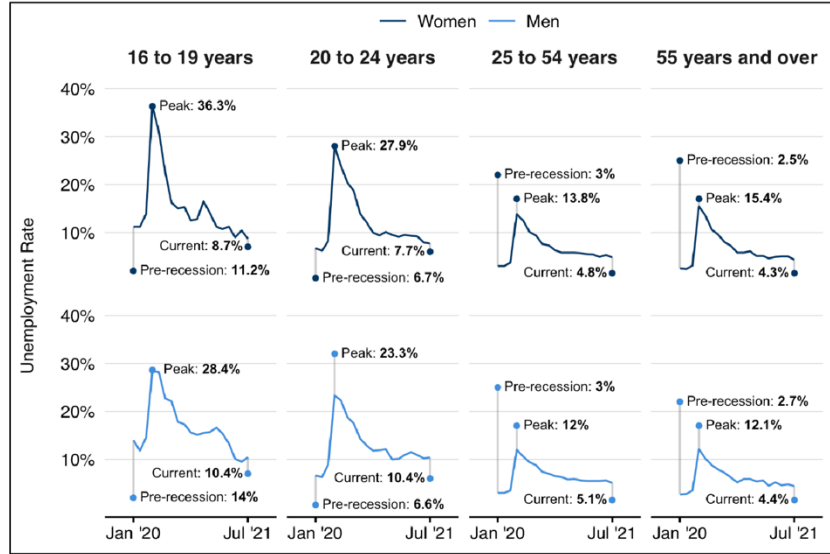 Women Men
16 to 19 years 20 to 24 years 25 to 54 years 55 years and over
Unemployment Rate
40%
30%
20%
10%
Peak: 36.3%
Current: 8.7%
Pre-recession: 11.2%
Peak: 27.9%
Current: 7.7%
Pre-recession: 6.7%
Pre-recession: 3%
Peak: 13.8%
Current: 4.8%
Pre-recession: 2.5%
Peak: 15.4%
Current: 4.3%
40%
30%
20%
10%
Peak: 28.4%
Current: 10.4%
Pre-recession: 14%
Peak: 23.3%
Current: 10.4%
Pre-recession: 6.6%
Pre-recession: 3%
Peak: 12%
Current: 5.1%
Pre-recession: 2.7%
Peak: 12.1%
Current: 4.4%
Jan '20 Jul '21 Jan '20 Jul '21 Jan '20 Jul '21 Jan '20 Jul '21